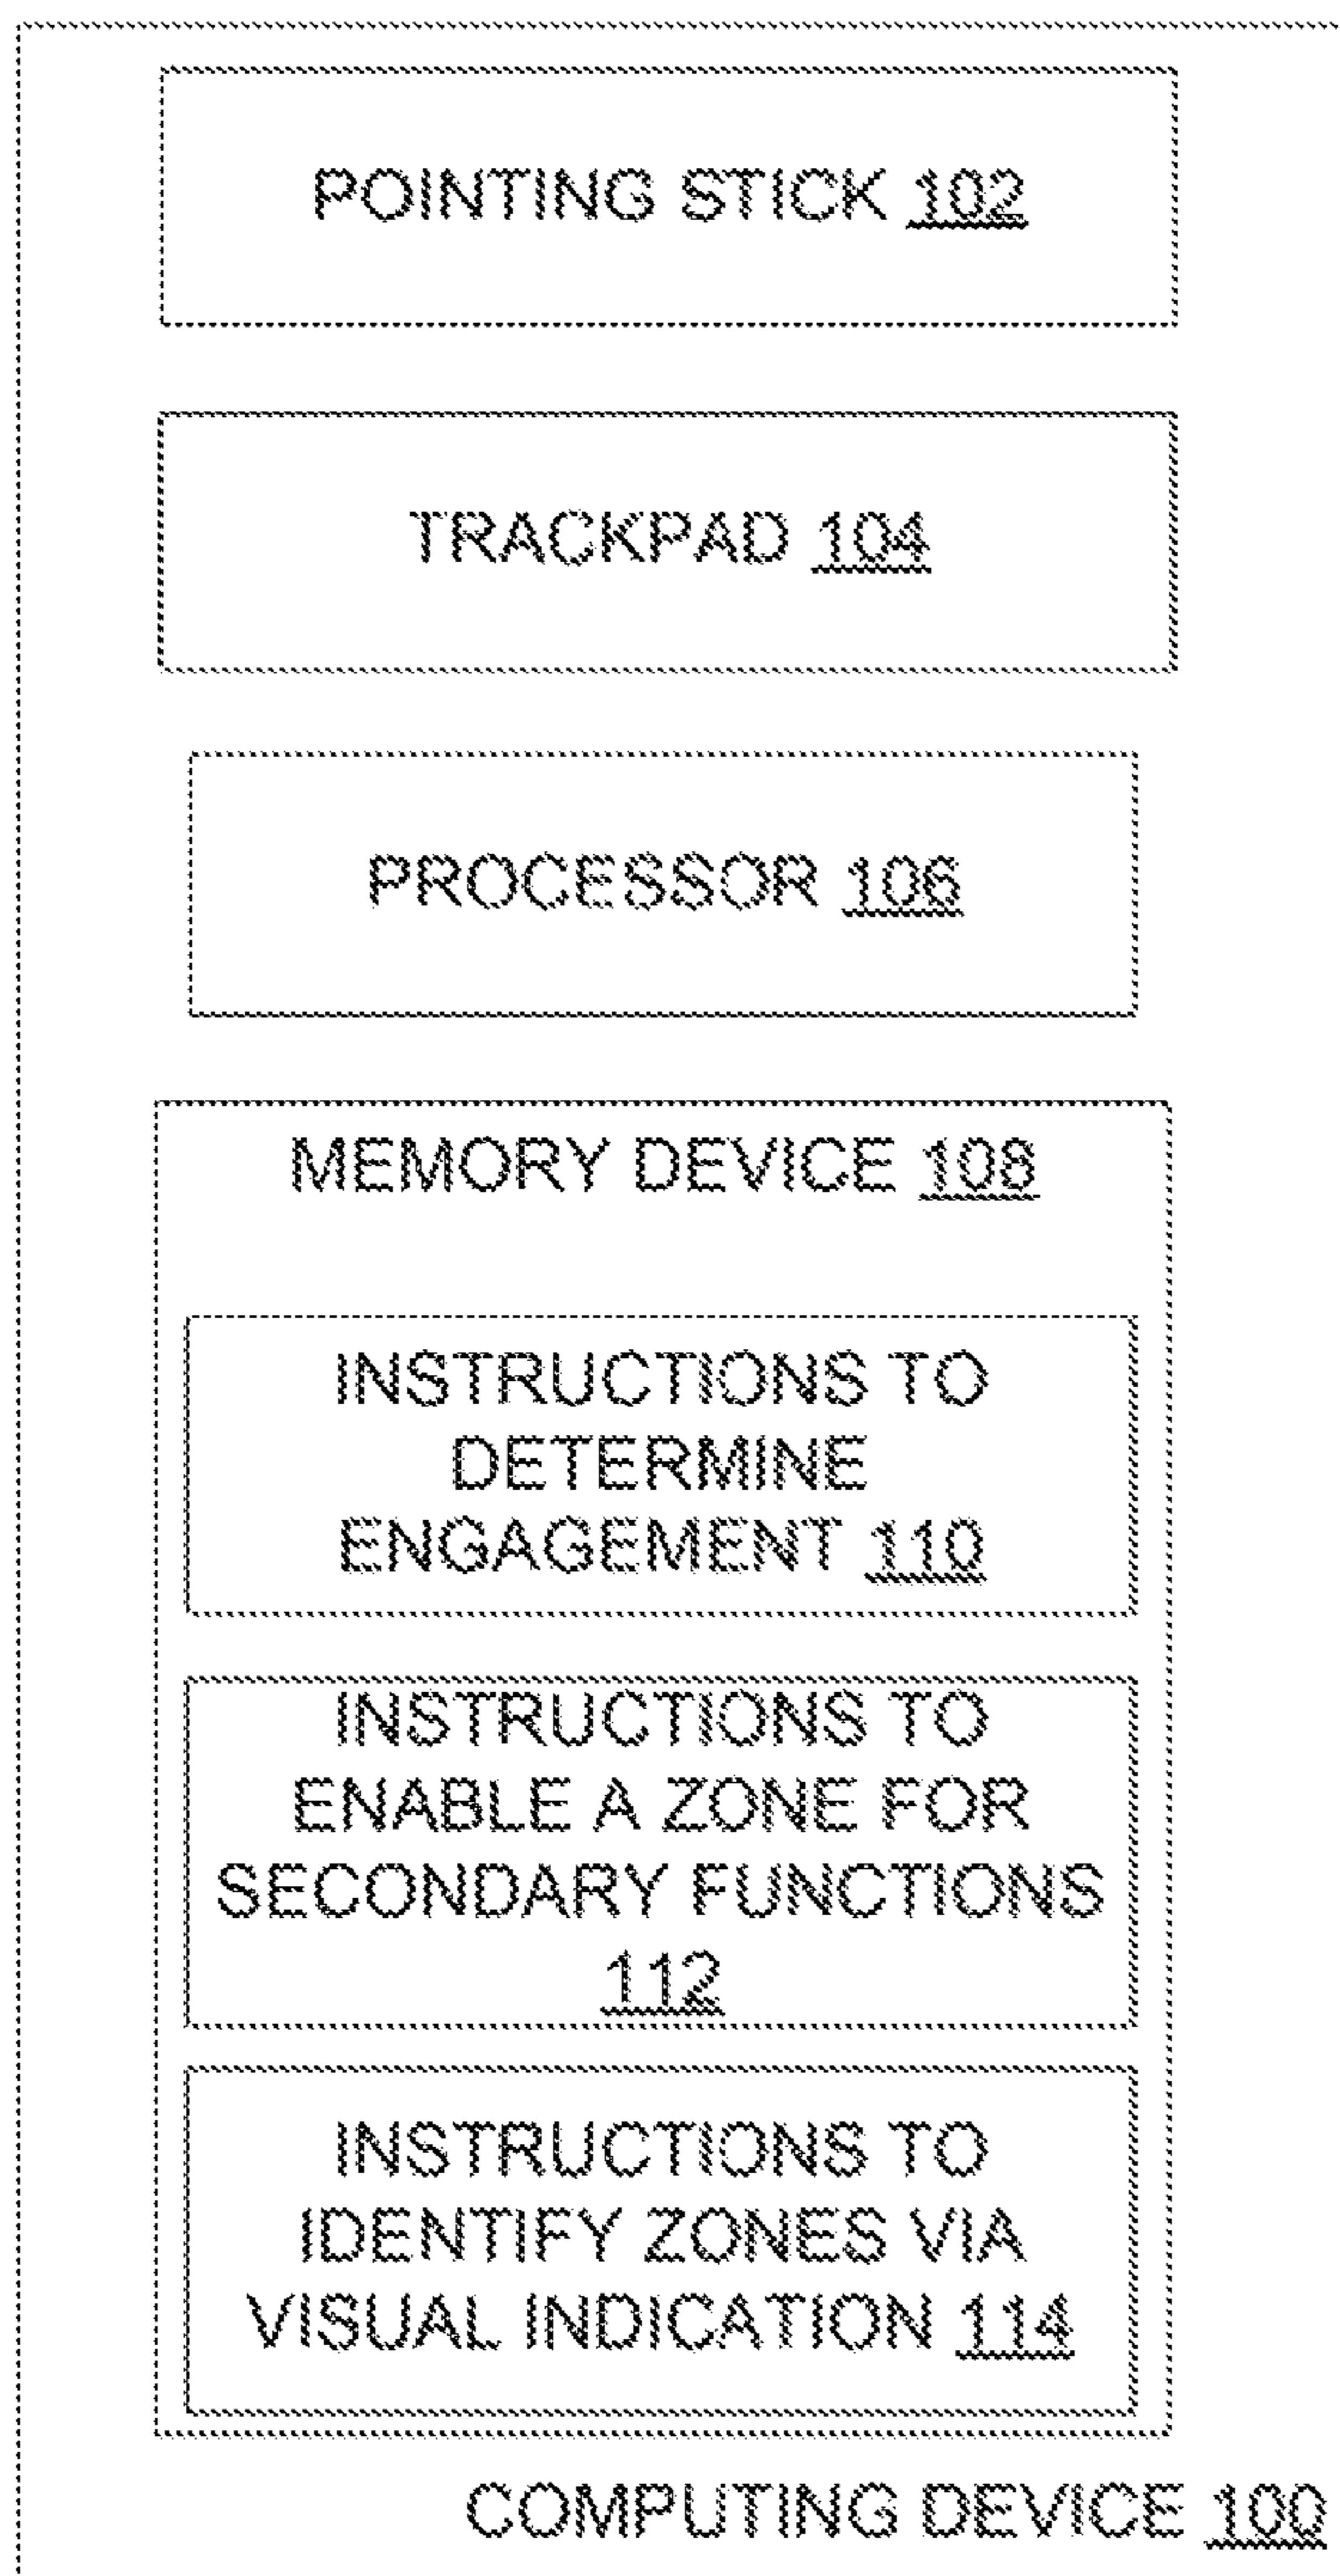 POINTING STICK 102
TRACKPAD 104
PROCESSOR 106
MEMORY DEVICE 108
INSTRUCTIONS TO
DETERMINE
ENGAGEMENT 110
INSTRUCTIONS TO
ENABLE A ZONE FOR
SECONDARY FUNCTIONS
112
INSTRUCTIONS TO
IDENTIFY ZONES VIA
VISUAL INDICATION 114
COMPUTING DEVICE 100